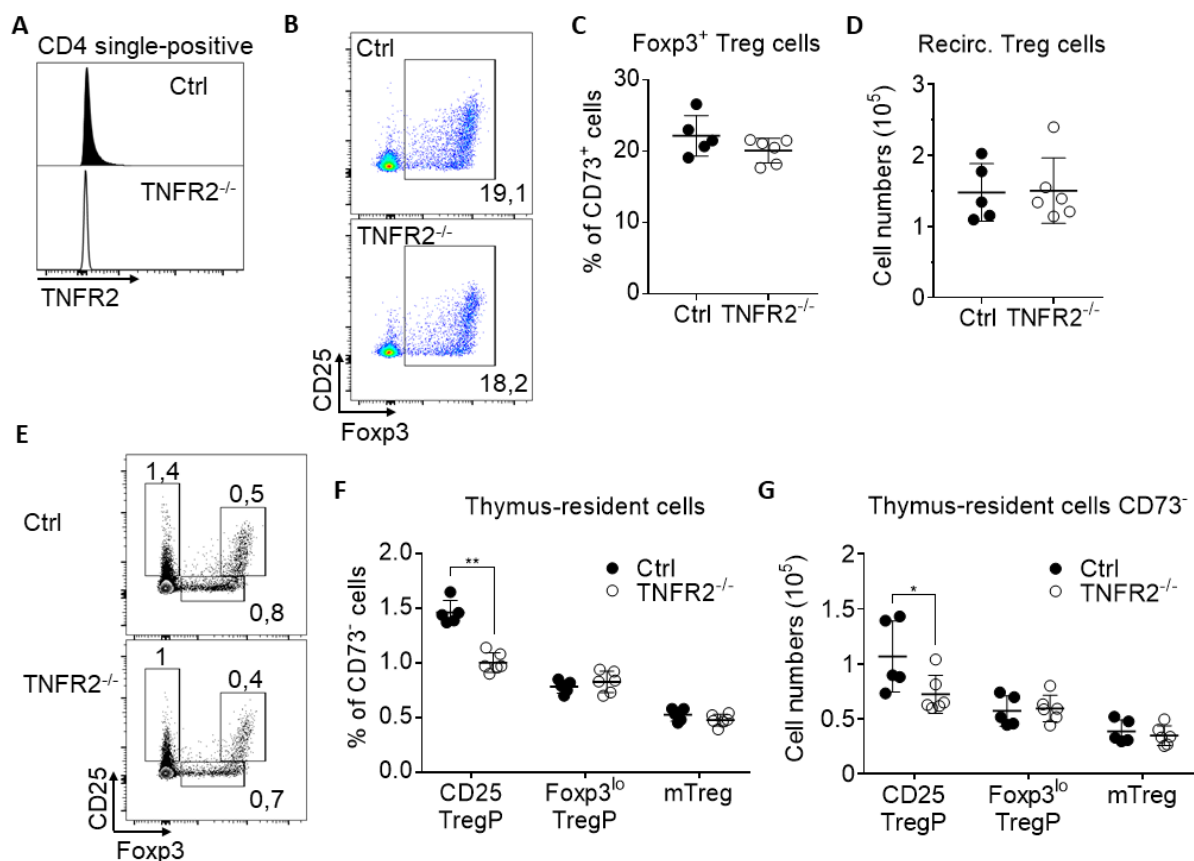 A
CD4 single-positive
Ctrl
TNFR2-/-
TNFR2
B
Ctrl
19,1
TNFR2-/-
18,2
CD25
Foxp3
C
Foxp3+ Treg cells
% of CD73+ cells
30
20
10
0
Ctrl TNFR2-/-
D
Recirc. Treg cells
Cell numbers (10^5)
3
2
1
0
Ctrl TNFR2-/-
E
Ctrl
1,4
0,5
0,8
TNFR2-/-
1
0,4
0,7
CD25
Foxp3
F
Thymus-resident cells
% of CD73- cells
2.0
1.5
1.0
0.5
0.0
**
Ctrl
TNFR2-/-
CD25 Foxp3lo mTreg
TregP TregP
G
Thymus-resident cells CD73-
Cell numbers (10^5)
2
1.5
1
0.5
0
*
Ctrl
TNFR2-/-
CD25 Foxp3lo mTreg
TregP TregP